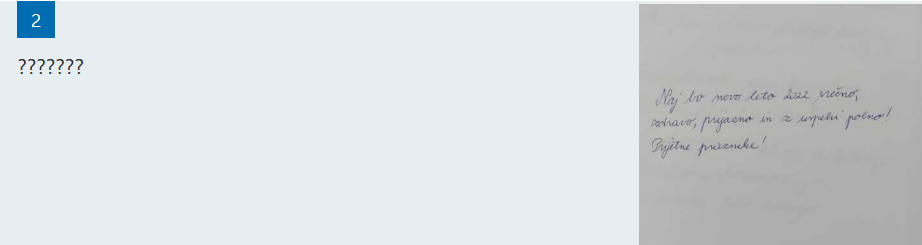 2
???????
Naj bo novo leto 2022 srečno,
zdravo, prijazno in z uspehi polno!
Prijetne praznike!